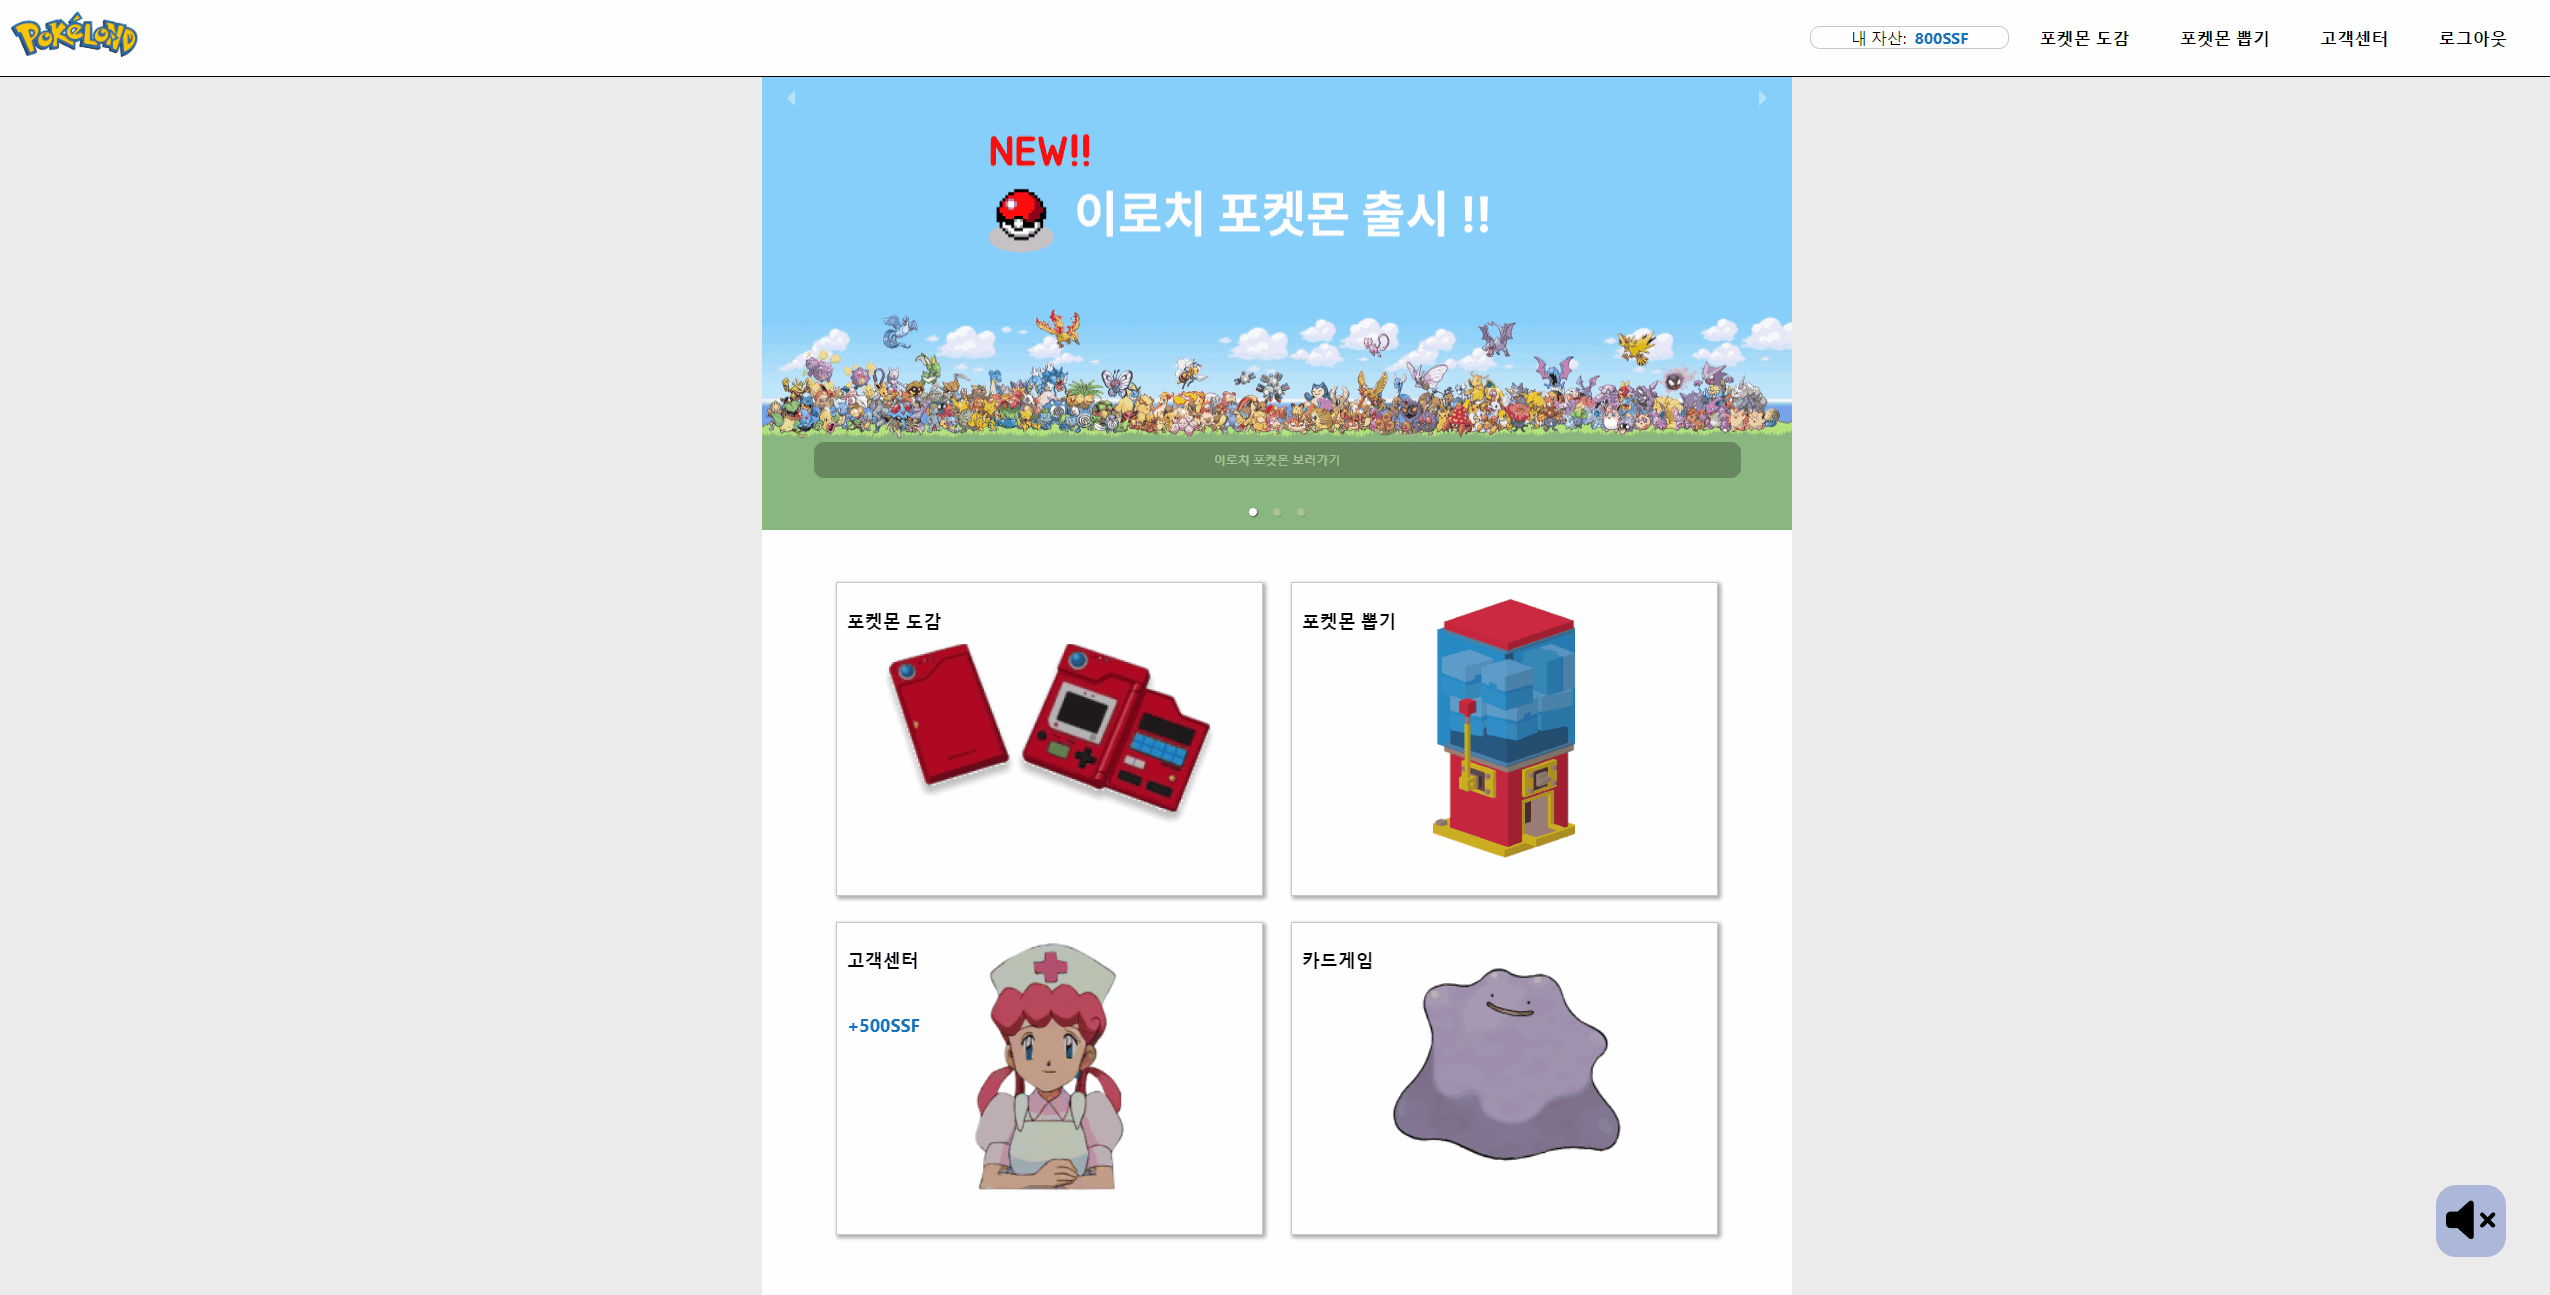 POKéLOND
내 자산: 800SSF
포켓몬 도감
포켓몬 뽑기
고객센터
로그아웃
NEW!!
이로치 포켓몬 출시 !!
이로치 포켓몬 보러가기
포켓몬 도감
포켓몬 뽑기
고객센터
+500SSF
카드게임